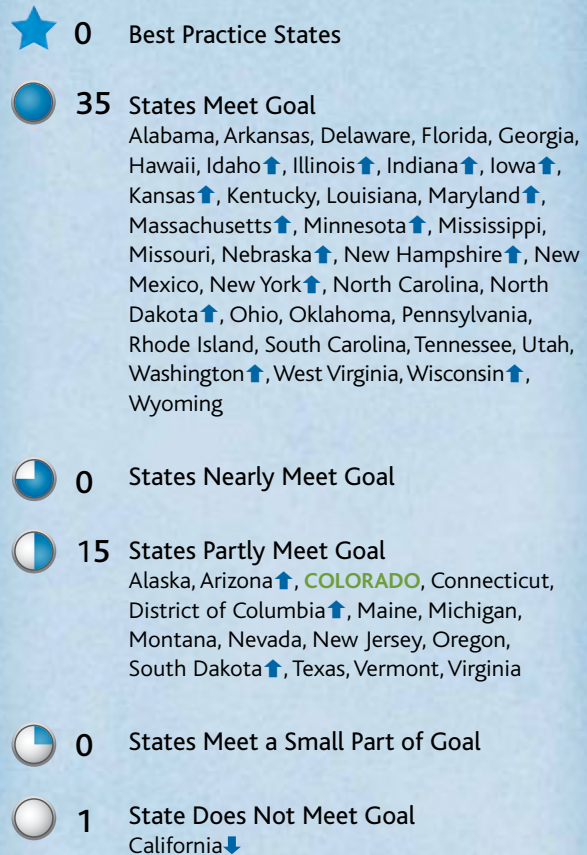 0 Best Practice States
35 States Meet Goal
Alabama, Arkansas, Delaware, Florida, Georgia,
Hawaii, Idaho⬆, Illinois⬆, Indiana⬆, Iowa⬆,
Kansas⬆, Kentucky, Louisiana, Maryland⬆,
Massachusetts⬆, Minnesota⬆, Mississippi,
Missouri, Nebraska⬆, New Hampshire⬆, New
Mexico, New York⬆, North Carolina, North
Dakota⬆, Ohio, Oklahoma, Pennsylvania,
Rhode Island, South Carolina, Tennessee, Utah,
Washington⬆, West Virginia, Wisconsin⬆,
Wyoming
0 States Nearly Meet Goal
15 States Partly Meet Goal
Alaska, Arizona⬆, COLORADO, Connecticut,
District of Columbia⬆, Maine, Michigan,
Montana, Nevada, New Jersey, Oregon,
South Dakota⬆, Texas, Vermont, Virginia
0 States Meet a Small Part of Goal
1 State Does Not Meet Goal
California⬇